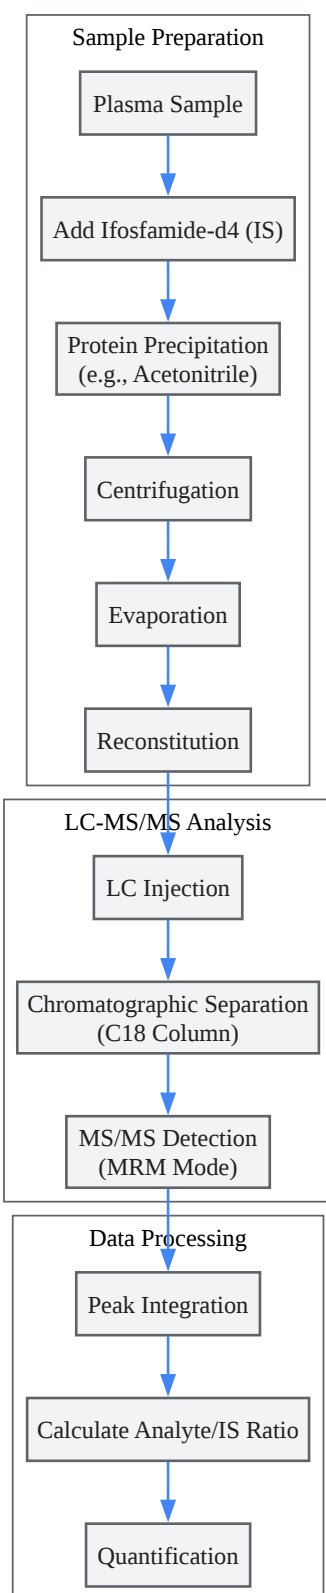 Sample Preparation
Plasma Sample
Add Ifosfamide-d4 (IS)
Protein Precipitation
(e.g., Acetonitrile)
Centrifugation
Evaporation
Reconstitution
LC-MS/MS Analysis
LC Injection
Chromatographic Separation
(C18 Column)
MS/MS Detection
(MRM Mode)
Data Processing
Peak Integration
Calculate Analyte/IS Ratio
Quantification